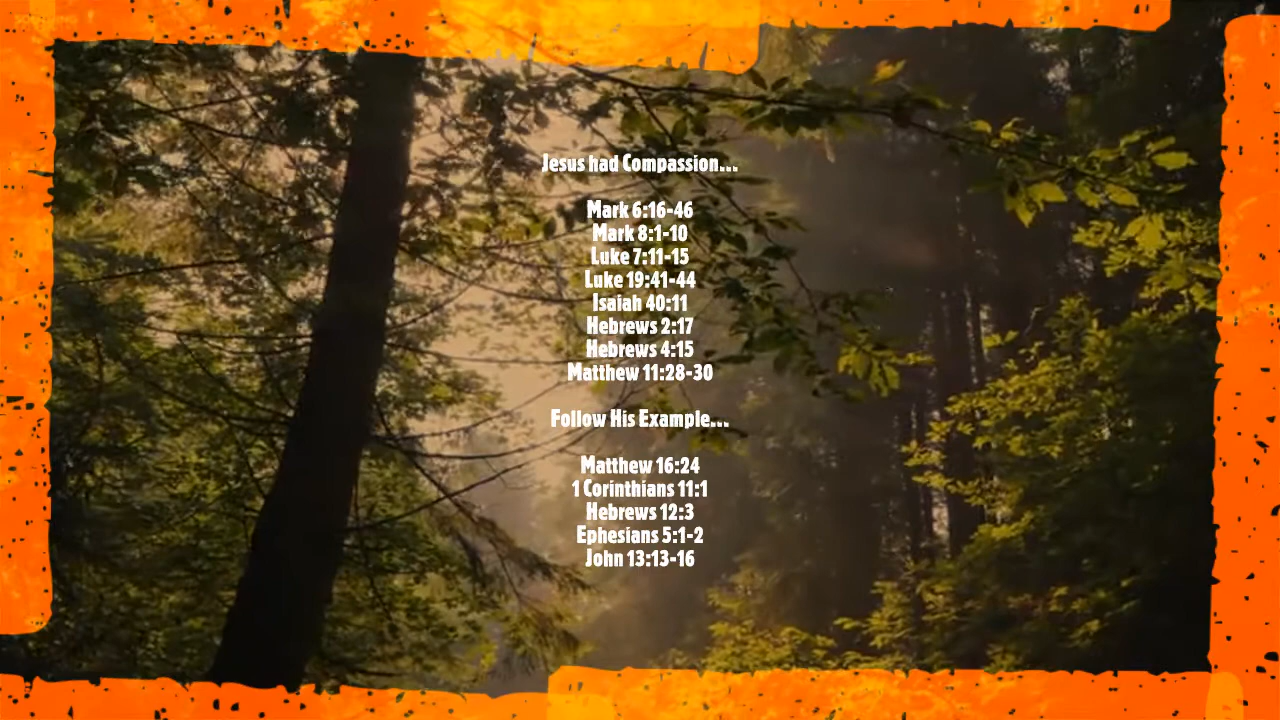 Jesus had Compassion...
Mark 6:16-46
Mark 8:1-10
Luke 7:11-15
Luke 19:41-44
Isaiah 40:11
Hebrews 2:17
Hebrews 4:15
Matthew 11:28-30
Follow His Example...
Matthew 16:24
1 Corinthians 11:1
Hebrews 12:3
Ephesians 5:1-2
John 13:13-16